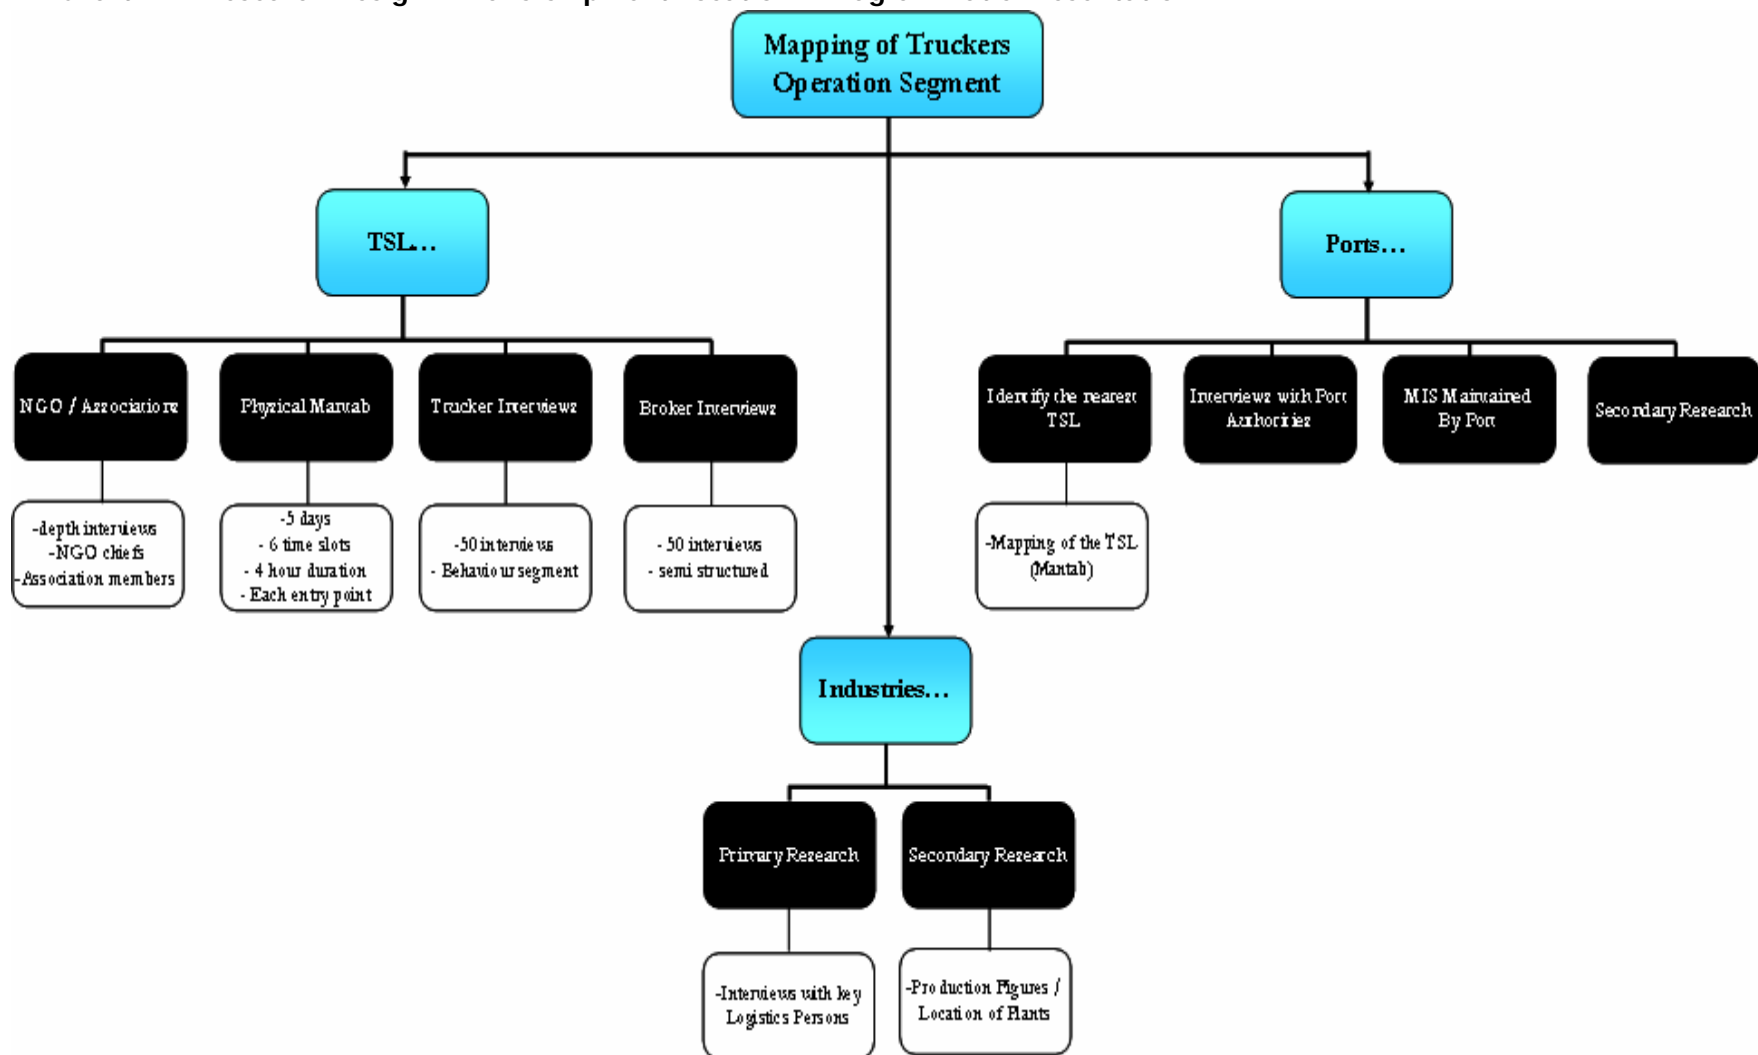 Mapping of Truckers
Operation Segment
TSL...
Ports...
NGO / Associations
Physical Mantab
Trucker Interviews
Broker Interviews
Identify the nearest
TSL
Interviews with Port
Authorities
MIS Maintained
By Port
Secondary Research
-depth interviews
-NGO chiefs
-Association members
-5 days
- 6 time slots
- 4 hour duration
- Each entry point
-50 interviews
- Behaviour segment
- 50 interviews
- semi structured
-Mapping of the TSL
(Mantab)
Industries...
Primary Research
Secondary Research
-Interviews with key
Logistics Persons
-Production Figures /
Location of Plants